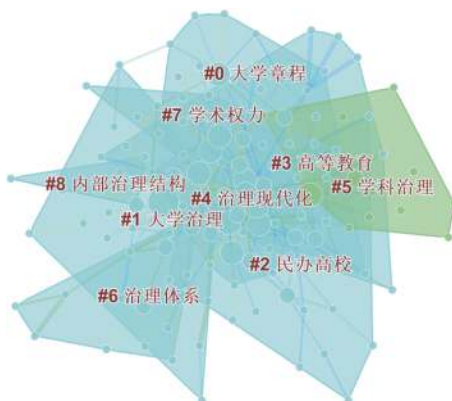 #0 大学章程
#7 学术权力
#3 高等教育
#8 内部治理结构
#4 治理现代化
#5 学科治理
#1 大学治理
#2 民办高校
#6 治理体系